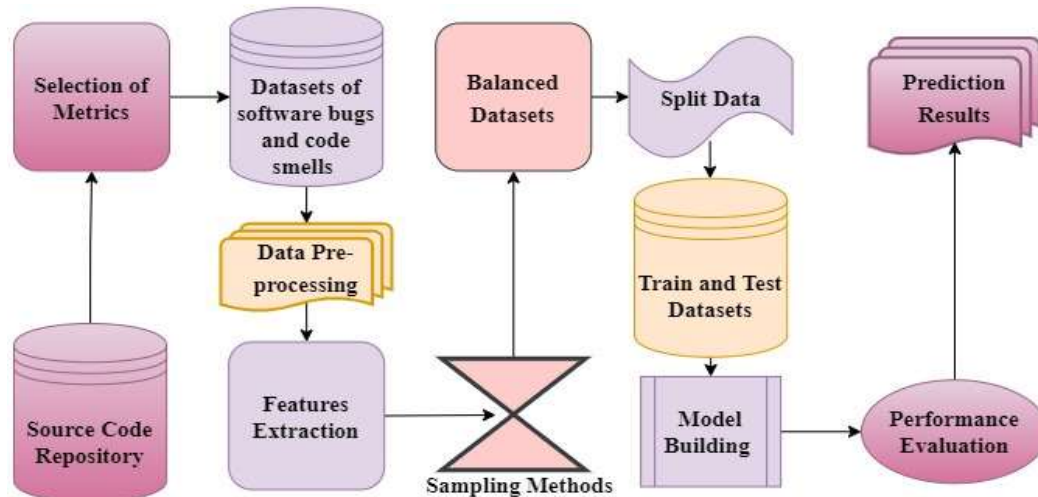 Selection of
Metrics
Datasets of
software bugs
and code
smells
Balanced
Datasets
Split Data
Prediction
Results
Data Pre-
processing
Train and Test
Datasets
Source Code
Repository
Features
Extraction
Sampling Methods
Model
Building
Performance
Evaluation